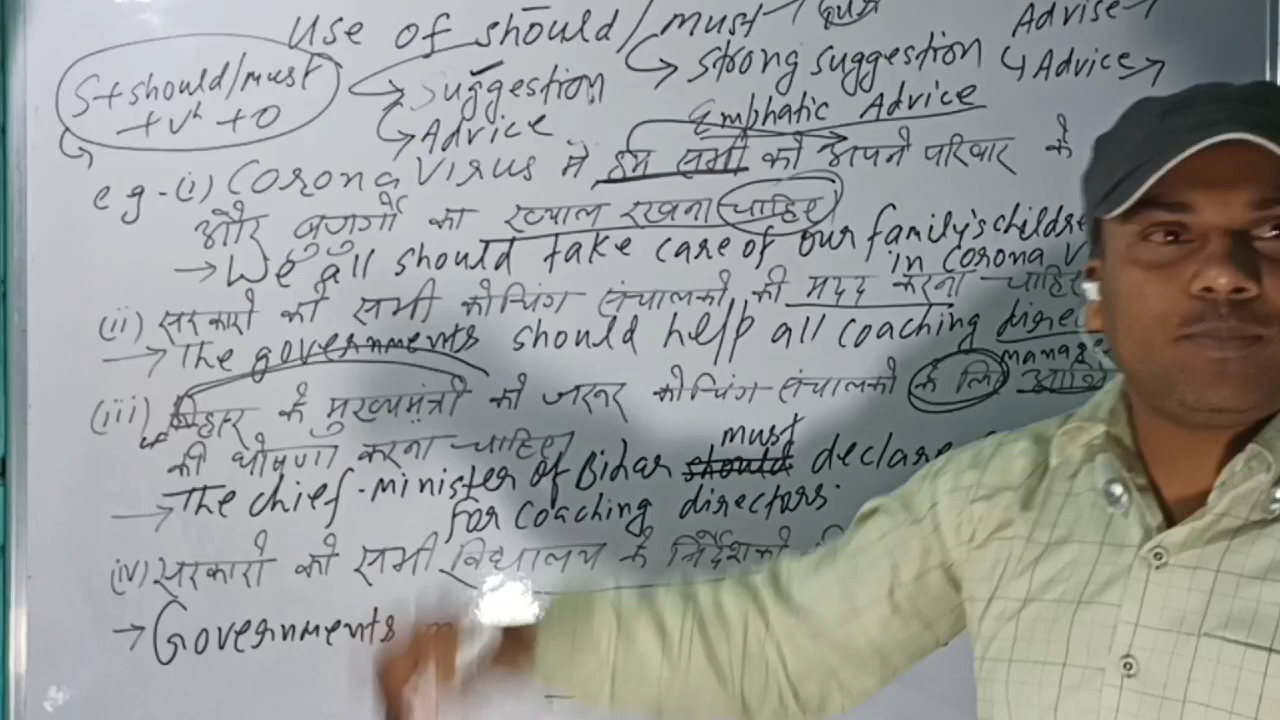 Use of should/must
Advise
S+should/must
+V¹+O
Suggestion
Advice
strong suggestion
Advice
Emphatic Advice
e g-(i) Corona Virus में हम सभी को अपने परिवार के
और बुजुर्गों का ख्याल रखना चाहिए
→ We all should take care of our family's children
in corona V
(ii) सरकारों को सभी कोचिंग संचालकों की मदद करना चाहिए
→ The governments should help all coaching direc
manage
(iii) बिहार के मुख्यमंत्री को जरूर कोचिंग संचालकों के लिए
की घोषणा करना चाहिए
must
→ The chief-minister of Bihar should declare
for coaching directors.
(iv) सरकारों को सभी विद्यालय के निर्देशकों
→ Governments